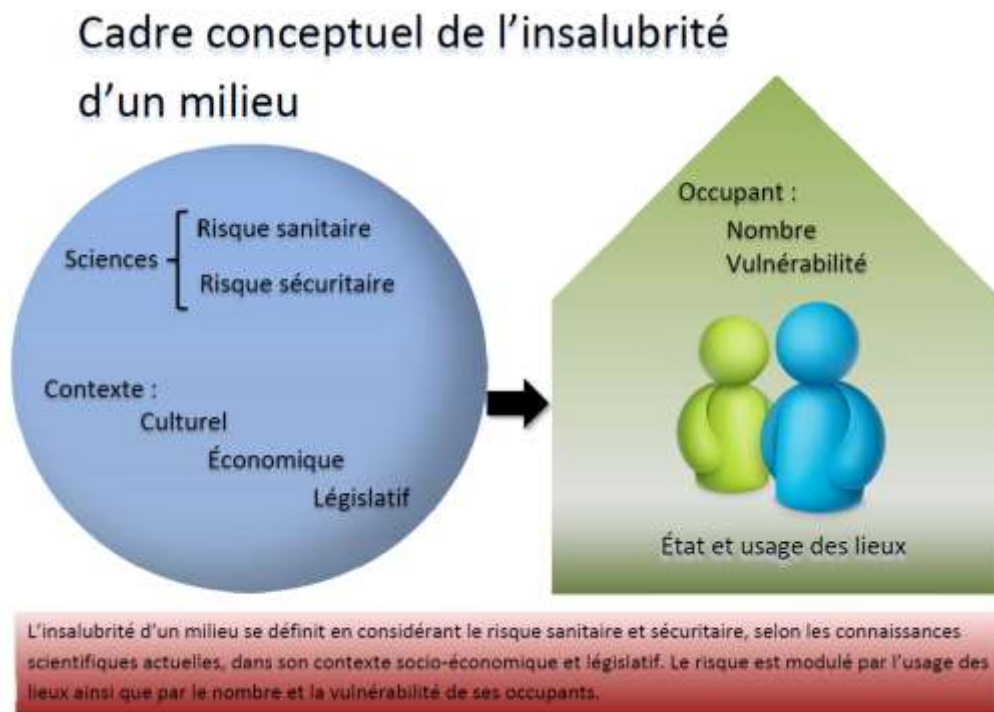 Cadre conceptuel de l’insalubrité
d’un milieu
Sciences
Risque sanitaire
Risque sécuritaire
Contexte :
Culturel
Économique
Législatif
Occupant :
Nombre
Vulnérabilité
État et usage des lieux
L’insalubrité d’un milieu se définit en considérant le risque sanitaire et sécuritaire, selon les connaissances
scientifiques actuelles, dans son contexte socio-économique et législatif. Le risque est modulé par l’usage des
lieux ainsi que par le nombre et la vulnérabilité de ses occupants.